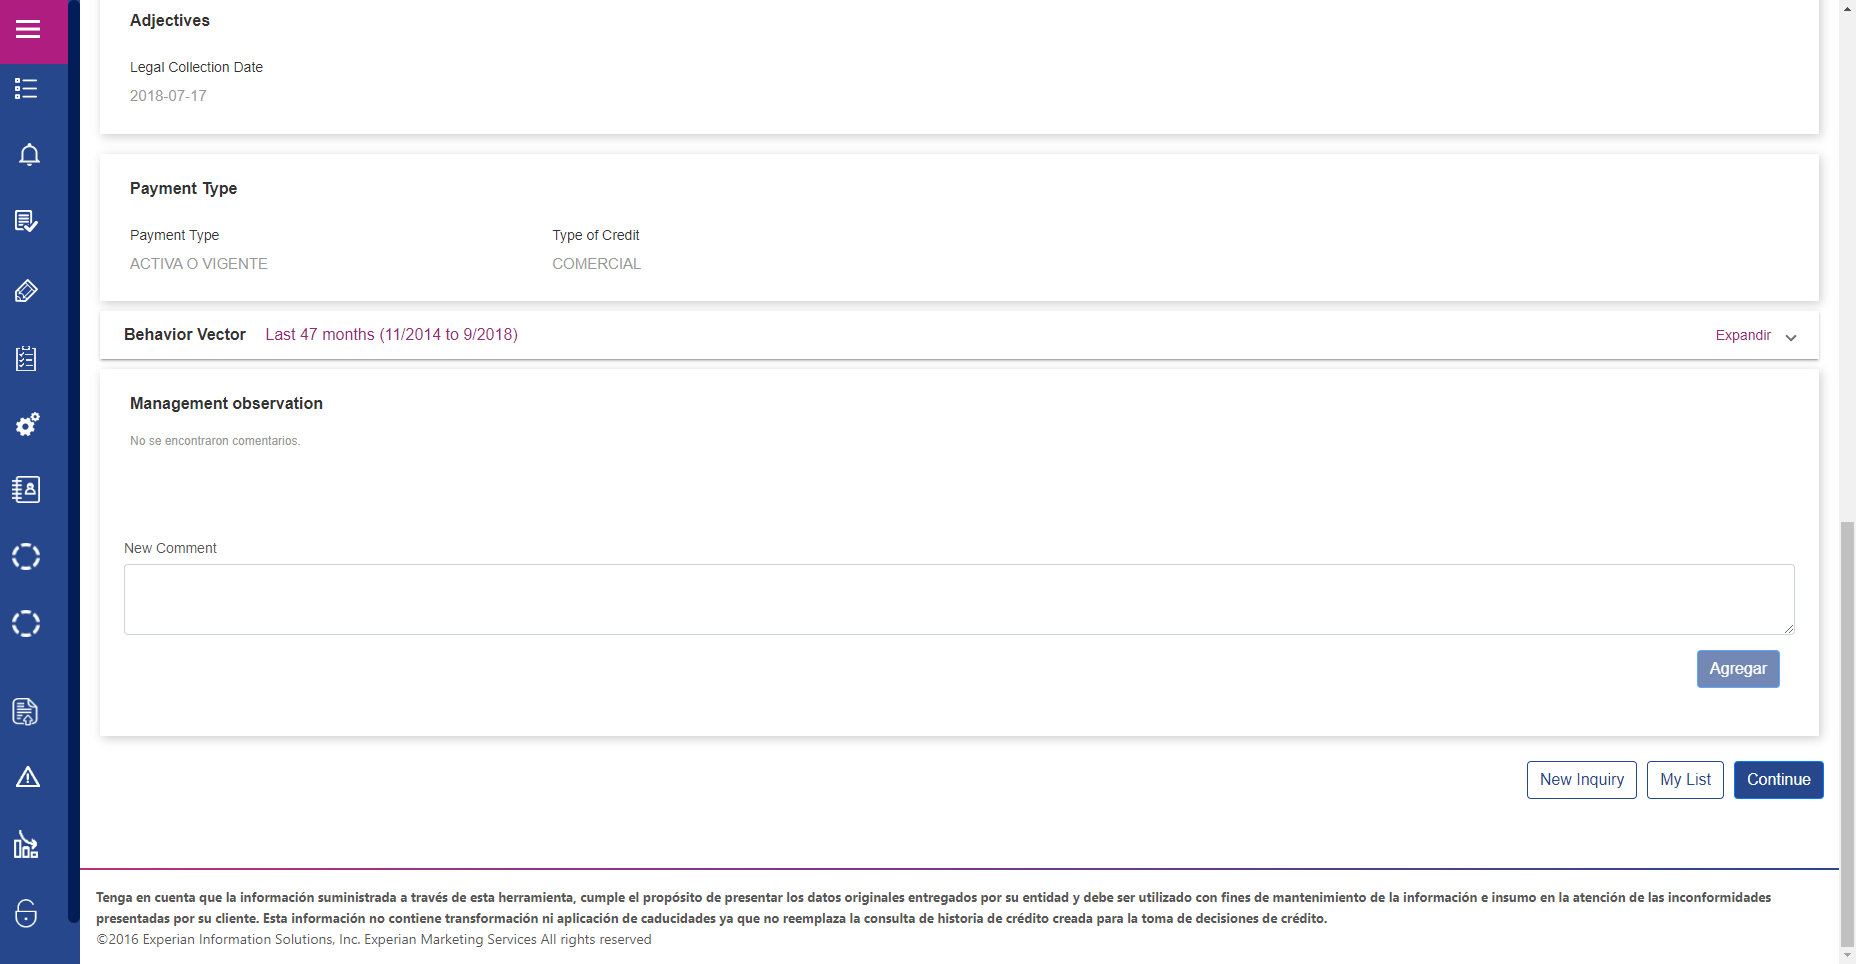 Adjectives
Legal Collection Date
2018-07-17
Payment Type
Payment Type Type of Credit
ACTIVA O VIGENTE COMERCIAL
Behavior Vector Last 47 months (11/2014 to 9/2018) Expandir
Management observation
No se encontraron comentarios.
New Comment
Agregar
New Inquiry My List Continue
Tenga en cuenta que la información suministrada a través de esta herramienta, cumple el propósito de presentar los datos originales entregados por su entidad y debe ser utilizado con fines de mantenimiento de la información e insumo en la atención de las inconformidades
presentadas por su cliente. Esta información no contiene transformación ni aplicación de caducidades ya que no reemplaza la consulta de historia de crédito creada para la toma de decisiones de crédito.
©2016 Experian Information Solutions, Inc. Experian Marketing Services All rights reserved